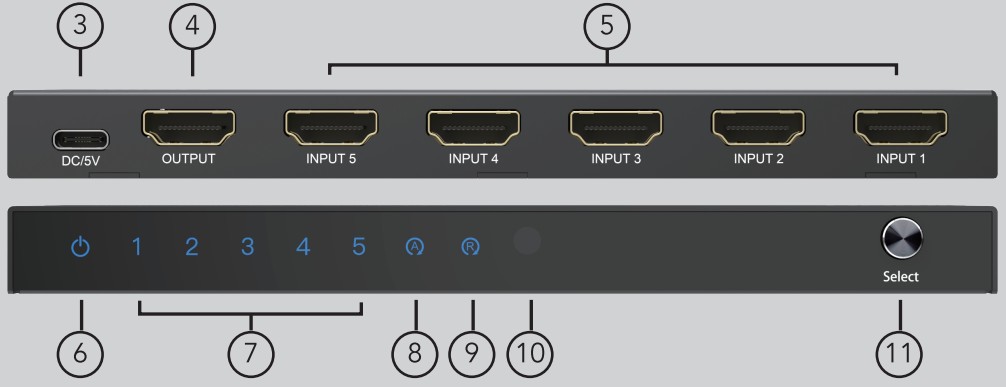 3 4 5
DC/5V OUTPUT INPUT 5 INPUT 4 INPUT 3 INPUT 2 INPUT 1
1 2 3 4 5 A R
Select
6 7 8 9 10 11